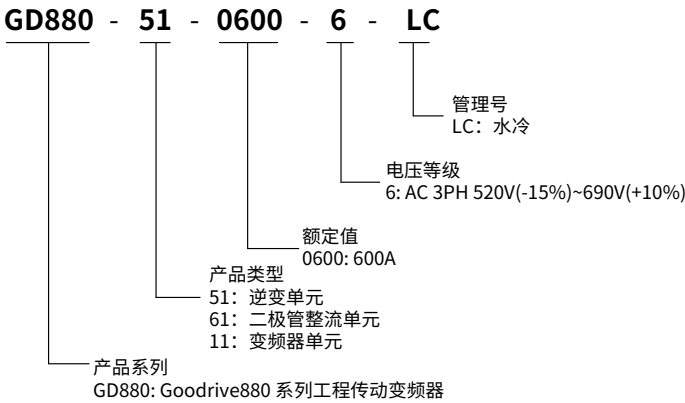 GD880 - 51 - 0600 - 6 - LC
管理号
LC：水冷
电压等级
6: AC 3PH 520V(-15%)~690V(+10%)
额定值
0600: 600A
产品类型
51：逆变单元
61：二极管整流单元
11：变频器单元
产品系列
GD880: Goodrive880 系列工程传动变频器